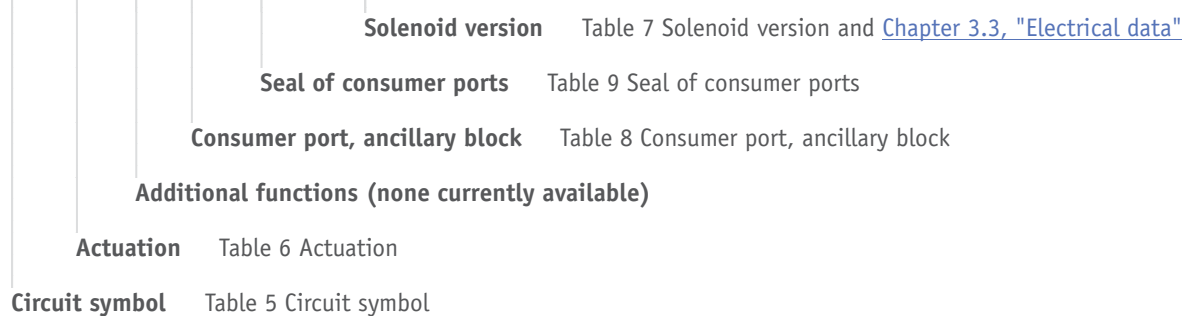 Solenoid version Table 7 Solenoid version and Chapter 3.3, "Electrical data"
Seal of consumer ports Table 9 Seal of consumer ports
Consumer port, ancillary block Table 8 Consumer port, ancillary block
Additional functions (none currently available)
Actuation Table 6 Actuation
Circuit symbol Table 5 Circuit symbol